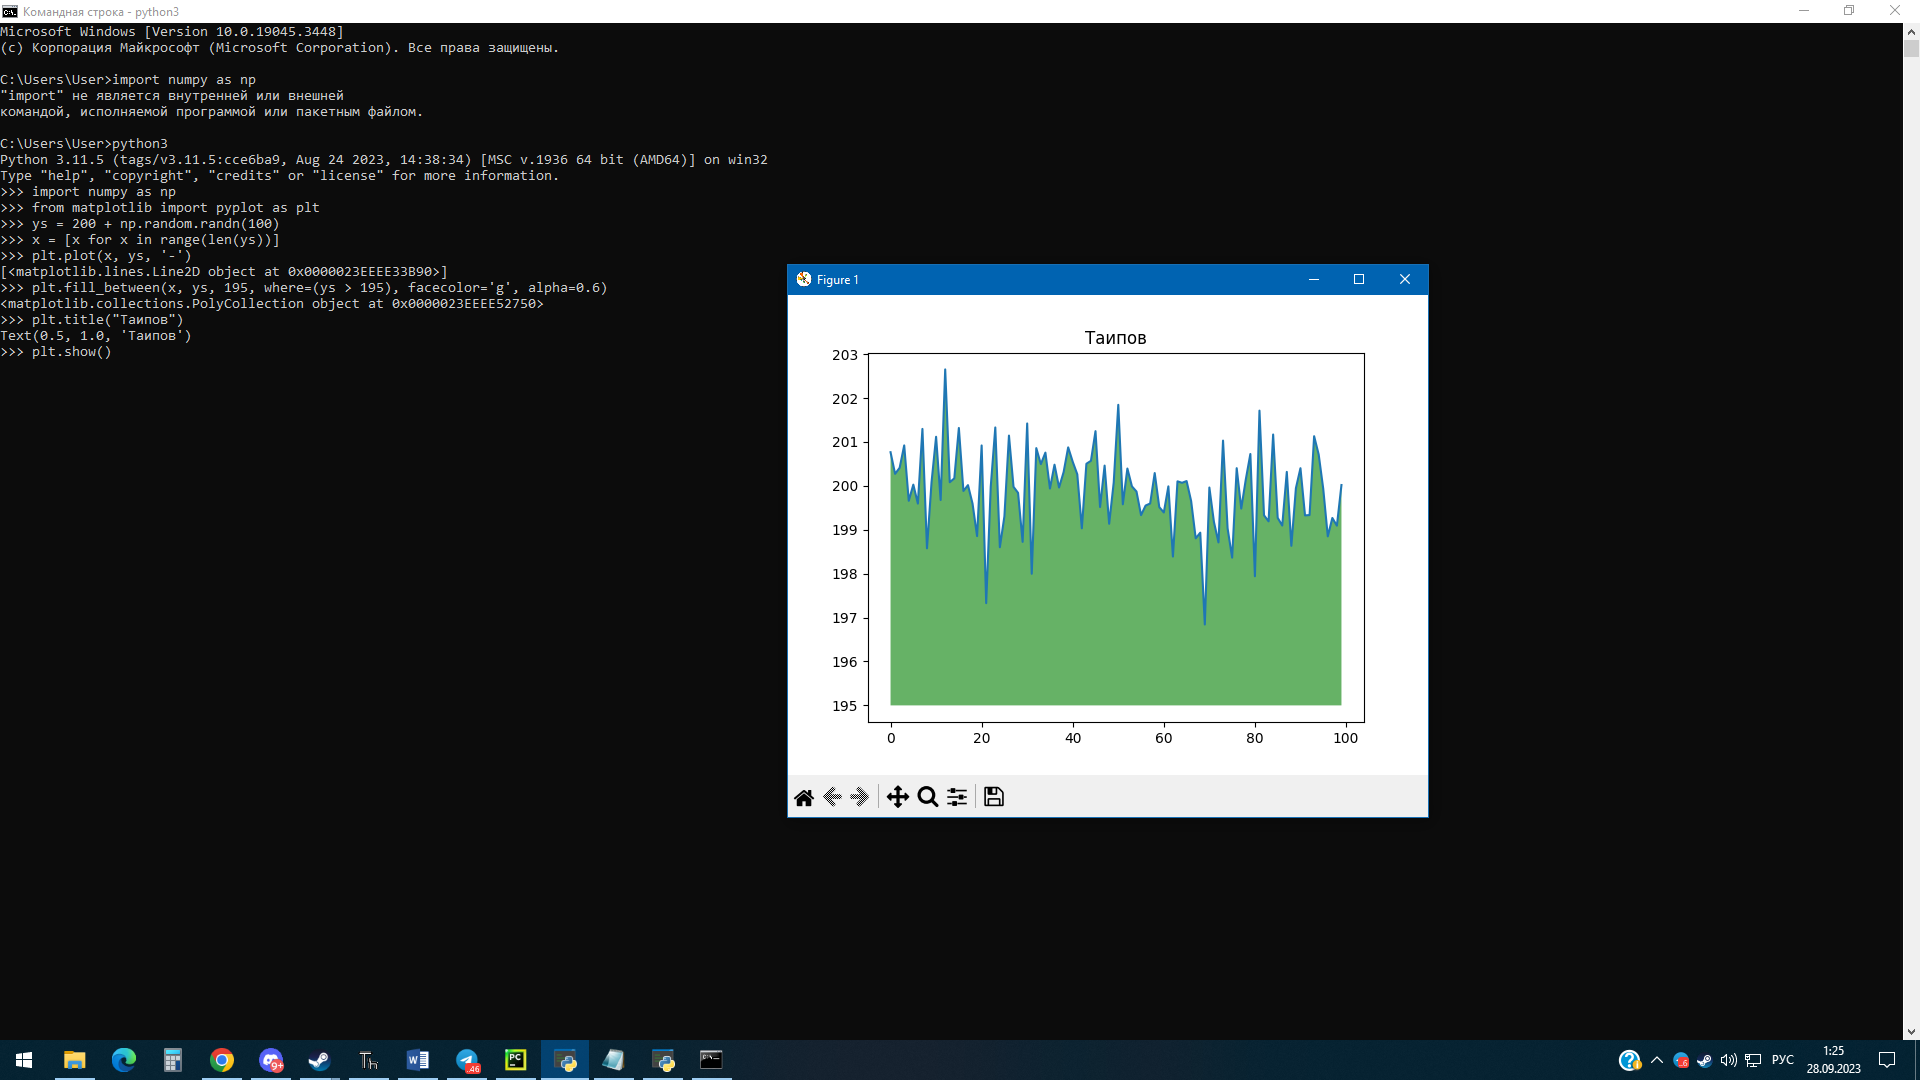 Командная строка - python3
Microsoft Windows [Version 10.0.19045.3448]
(c) Корпорация Майкрософт (Microsoft Corporation). Все права защищены.
C:\Users\User>import numpy as np
"import" не является внутренней или внешней
командой, исполняемой программой или пакетным файлом.
C:\Users\User>python3
Python 3.11.5 (tags/v3.11.5:cce6ba9, Aug 24 2023, 14:38:34) [MSC v.1936 64 bit (AMD64)] on win32
Type "help", "copyright", "credits" or "license" for more information.
>>> import numpy as np
>>> from matplotlib import pyplot as plt
>>> ys = 200 + np.random.randn(100)
>>> x = [x for x in range(len(ys))]
>>> plt.plot(x, ys, '-')
[<matplotlib.lines.Line2D object at 0x0000023EEEE33B90>]
>>> plt.fill_between(x, ys, 195, where=(ys > 195), facecolor='g', alpha=0.6)
<matplotlib.collections.PolyCollection object at 0x0000023EEEE52750>
>>> plt.title("Таипов")
Text(0.5, 1.0, 'Таипов')
>>> plt.show()
Figure 1
Таипов
203
202
201
200
199
198
197
196
195
0 20 40 60 80 100
9+
46
PC
РУС
1:25
28.09.2023